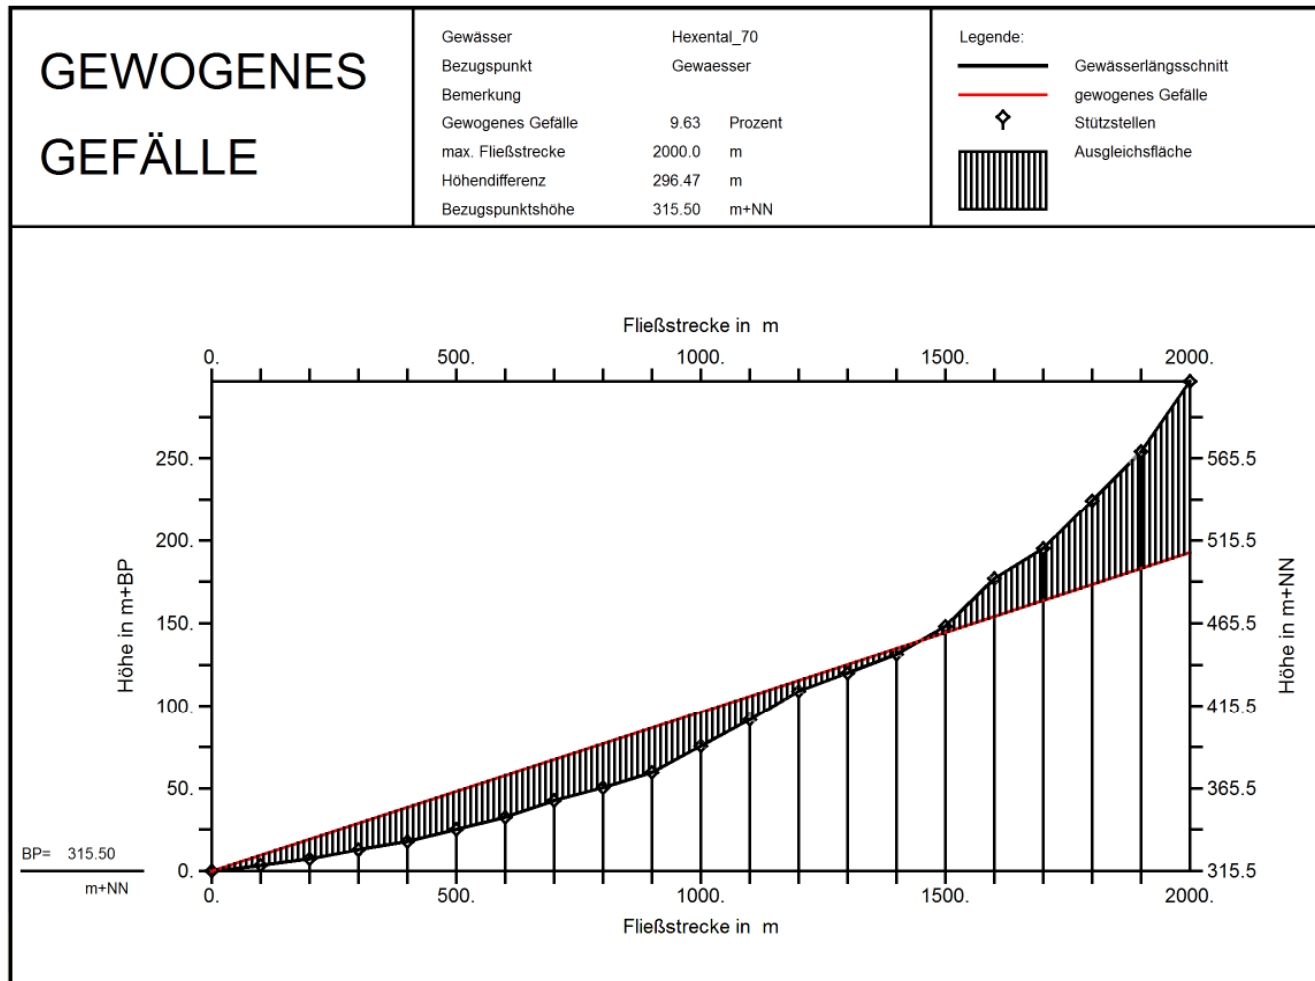 GEWOGENES
GEFÄLLE
Gewässer Hexental_70
Bezugspunkt Gewaesser
Bemerkung
Gewogenes Gefälle 9.63 Prozent
max. Fließstrecke 2000.0 m
Höhendifferenz 296.47 m
Bezugspunktshöhe 315.50 m+NN
Legende:
Gewässerlängsschnitt
gewogenes Gefälle
Stützstellen
Ausgleichsfläche
Fließstrecke in m
0. 500. 1000. 1500. 2000.
Höhe in m+BP
250.
200.
150.
100.
50.
0.
565.5
515.5
465.5
415.5
365.5
315.5
Höhe in m+NN
BP= 315.50
m+NN
0. 500. 1000. 1500. 2000.
Fließstrecke in m